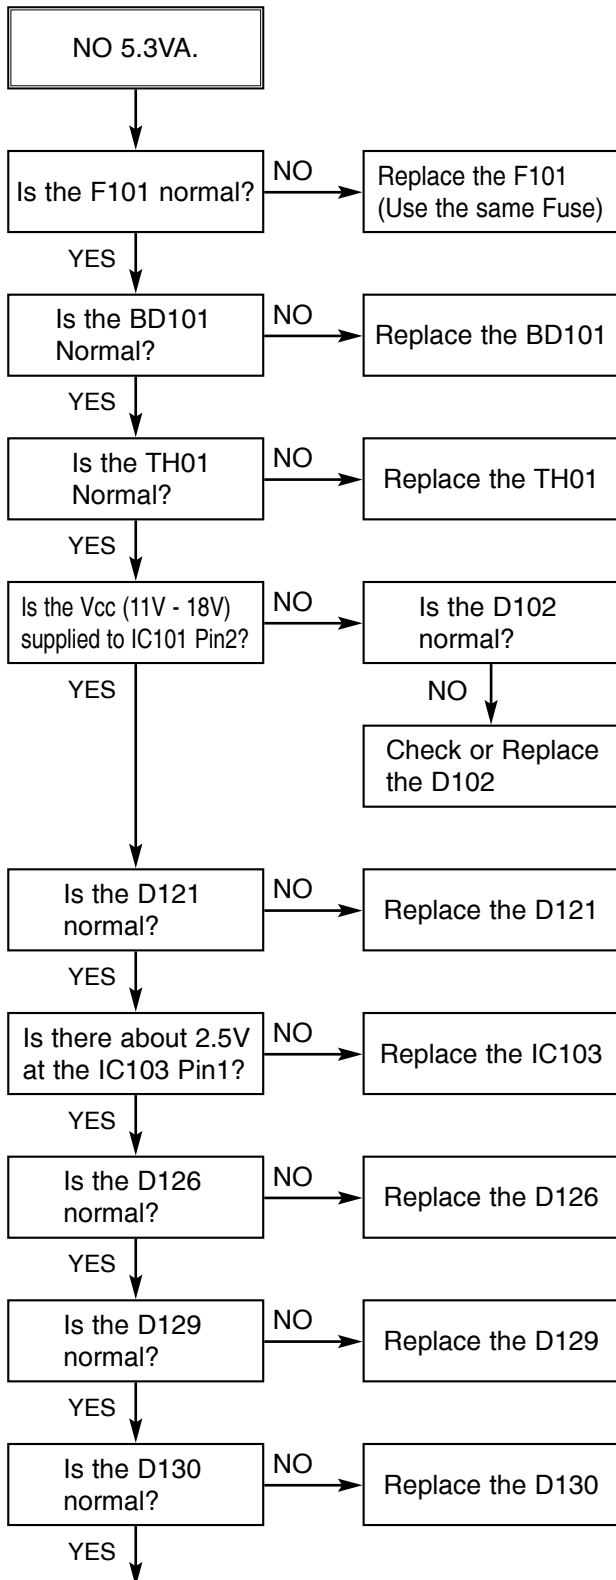 NO 5.3VA.
Is the F101 normal?
NO
Replace the F101
(Use the same Fuse)
YES
Is the BD101
Normal?
NO
Replace the BD101
YES
Is the TH01
Normal?
NO
Replace the TH01
YES
Is the Vcc (11V - 18V)
supplied to IC101 Pin2?
NO
Is the D102
normal?
YES
NO
Check or Replace
the D102
Is the D121
normal?
NO
Replace the D121
YES
Is there about 2.5V
at the IC103 Pin1?
NO
Replace the IC103
YES
Is the D126
normal?
NO
Replace the D126
YES
Is the D129
normal?
NO
Replace the D129
YES
Is the D130
normal?
NO
Replace the D130
YES